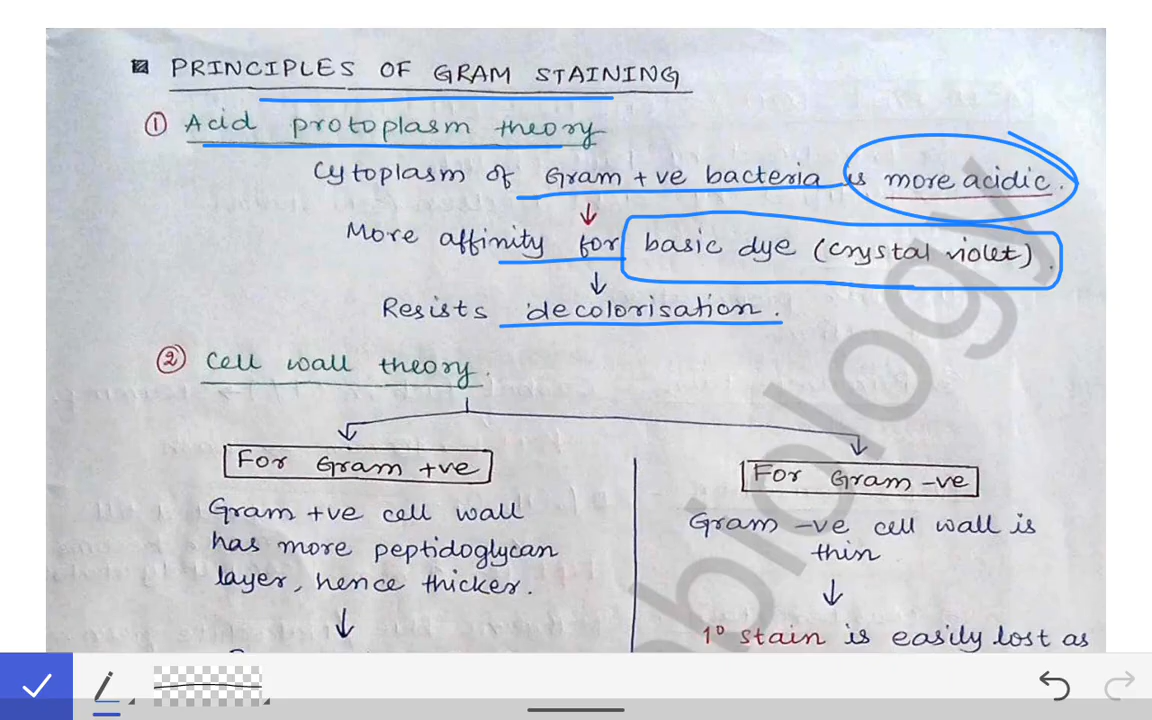 PRINCIPLES OF GRAM STAINING
① Acid protoplasm theory
Cytoplasm of Gram +ve bacteria is more acidic.
↓
More affinity for basic dye (crystal violet).
↓
Resists decolorisation.
② Cell wall theory.
For Gram +ve
For Gram -ve
Gram +ve cell wall
has more peptidoglycan
layer, hence thicker.
↓
Gram -ve cell wall is
thin
↓
1° stain is easily lost as
obiology